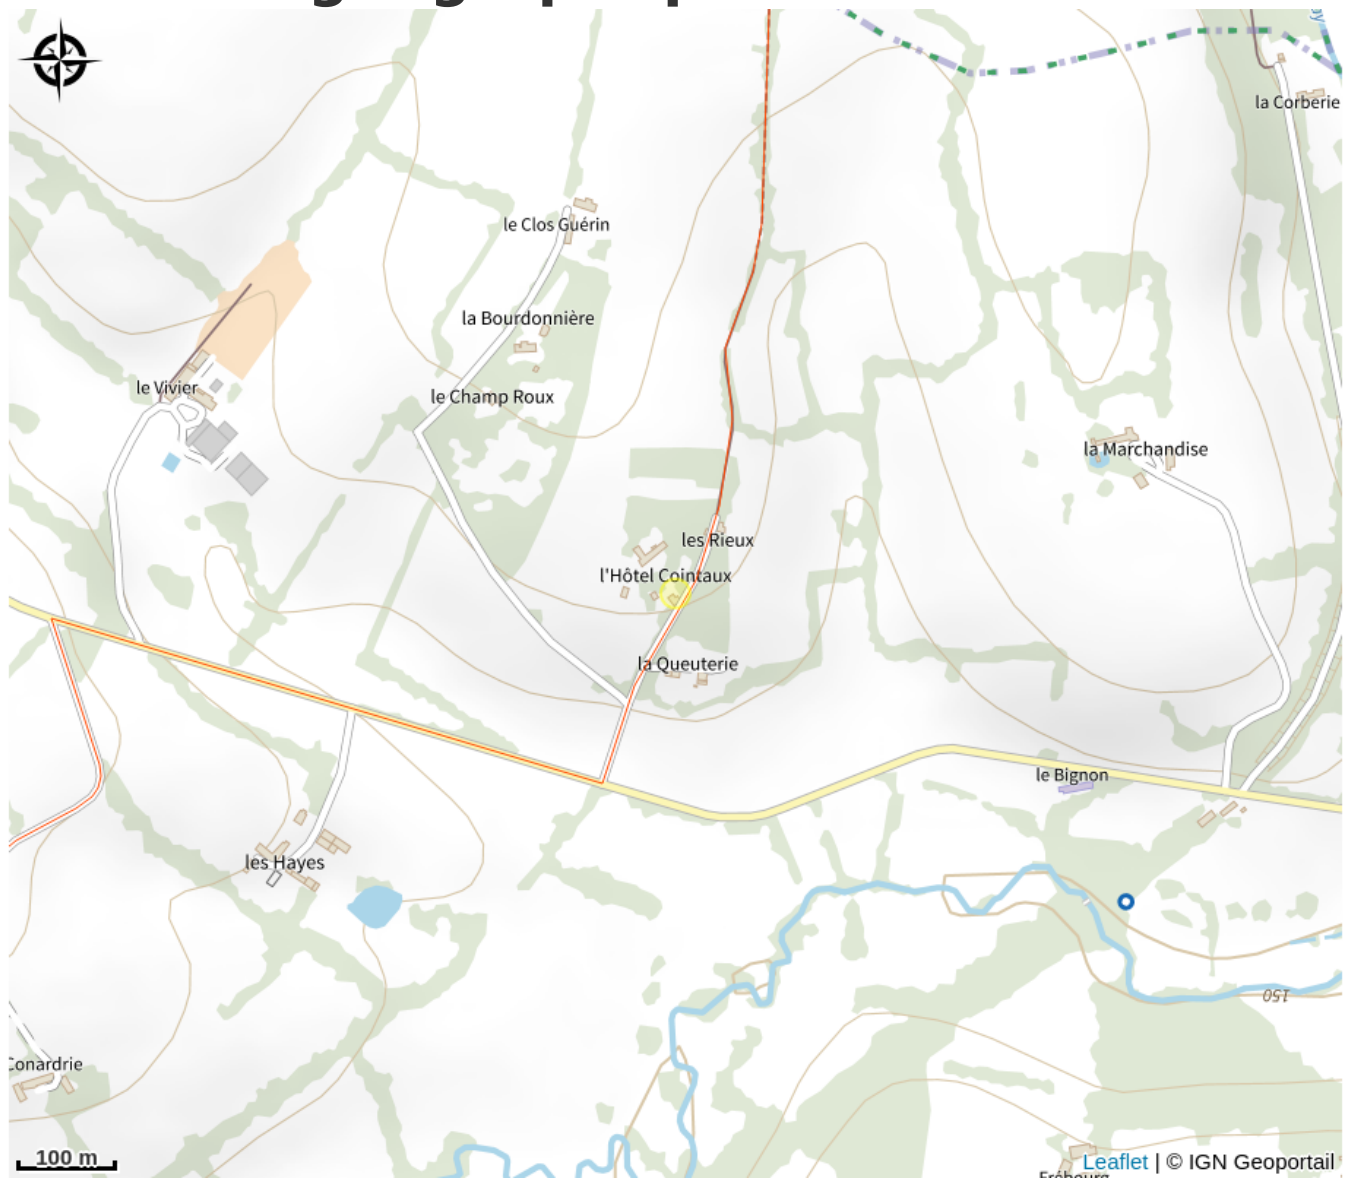 la Corberie
le Clos Guérin
la Bourdonnière
le Vivier
le Champ Roux
la Marchandise
les Rieux
l'Hôtel Cointaux
la Queuterie
le Bignon
les Hayes
150
Conardrie
100 m
Leaflet | © IGN Geoportail